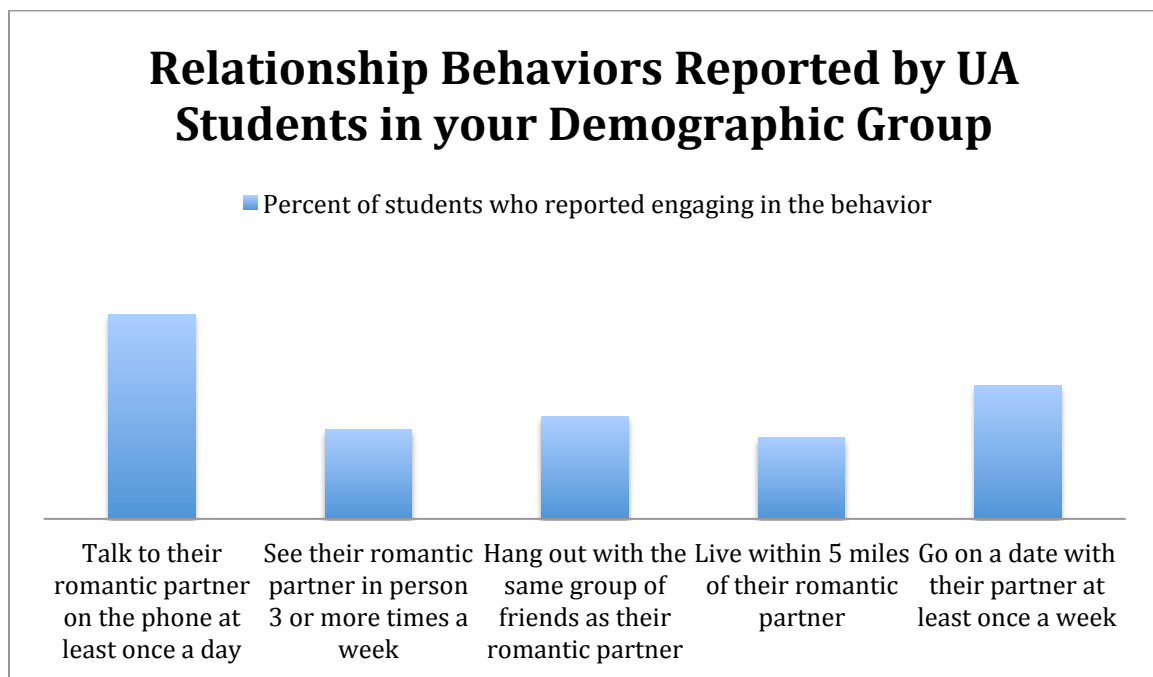 Relationship Behaviors Reported by UA
Students in your Demographic Group
Percent of students who reported engaging in the behavior
Talk to their
romantic partner
on the phone at
least once a day
See their romantic
partner in person
3 or more times a
week
Hang out with the
same group of
friends as their
romantic partner
Live within 5 miles
of their romantic
partner
Go on a date with
their partner at
least once a week